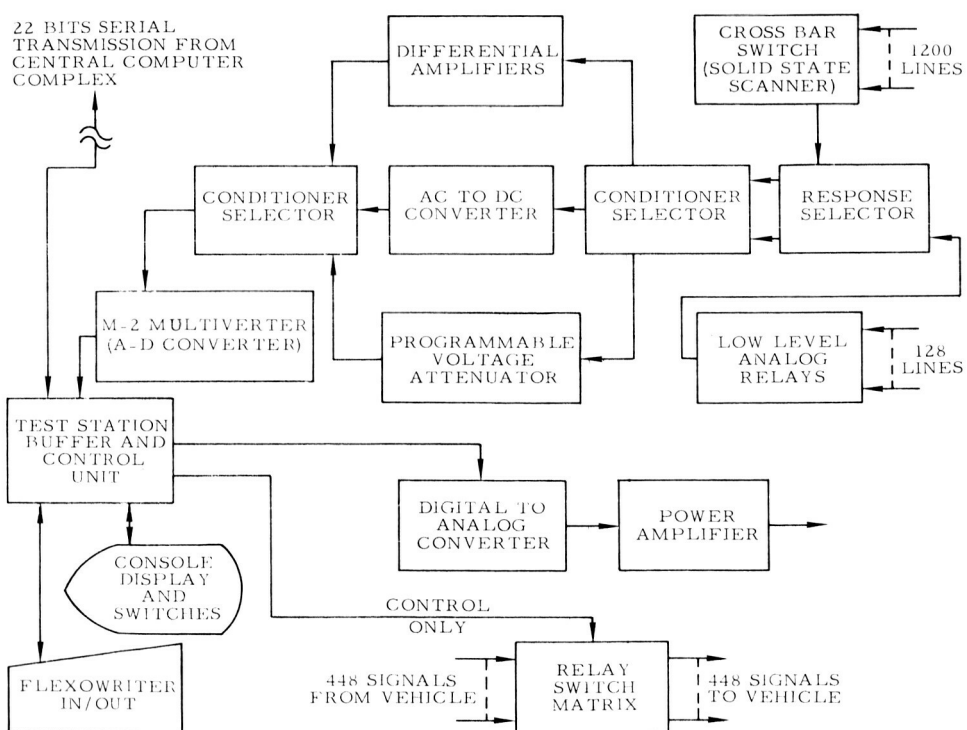 22 BITS SERIAL
TRANSMISSION FROM
CENTRAL COMPUTER
COMPLEX
DIFFERENTIAL
AMPLIFIERS
CROSS BAR
SWITCH
(SOLID STATE
SCANNER)
1200
LINES
CONDITIONER
SELECTOR
AC TO DC
CONVERTER
CONDITIONER
SELECTOR
RESPONSE
SELECTOR
M-2 MULTIVERTER
(A-D CONVERTER)
PROGRAMMABLE
VOLTAGE
ATTENUATOR
LOW LEVEL
ANALOG
RELAYS
128
LINES
TEST STATION
BUFFER AND
CONTROL
UNIT
DIGITAL TO
ANALOG
CONVERTER
POWER
AMPLIFIER
CONSOLE
DISPLAY
AND
SWITCHES
CONTROL
ONLY
FLEXOWRITER
IN/OUT
448 SIGNALS
FROM VEHICLE
RELAY
SWITCH
MATRIX
448 SIGNALS
TO VEHICLE